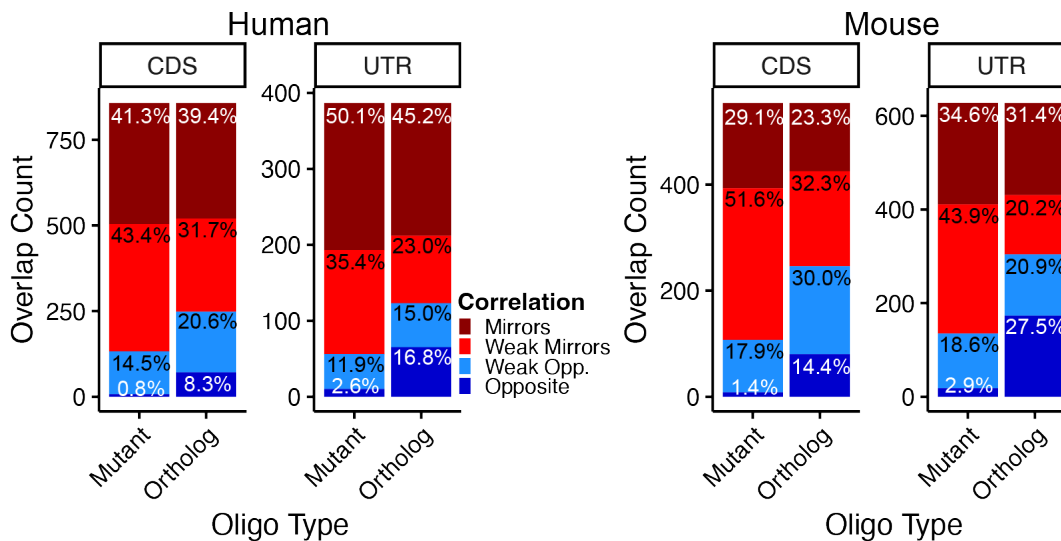 Human
Mouse
CDS
UTR
CDS
UTR
Overlap Count
750
500
250
0
41.3%
39.4%
43.4%
31.7%
14.5%
20.6%
0.8%
8.3%
400
300
200
100
0
50.1%
45.2%
35.4%
23.0%
11.9%
15.0%
2.6%
16.8%
Correlation
Mirrors
Weak Mirrors
Weak Opp.
Opposite
Overlap Count
400
200
0
29.1%
23.3%
51.6%
32.3%
17.9%
30.0%
1.4%
14.4%
600
400
200
0
34.6%
31.4%
43.9%
20.2%
18.6%
20.9%
2.9%
27.5%
Mutant
Ortholog
Mutant
Ortholog
Mutant
Ortholog
Mutant
Ortholog
Oligo Type
Oligo Type